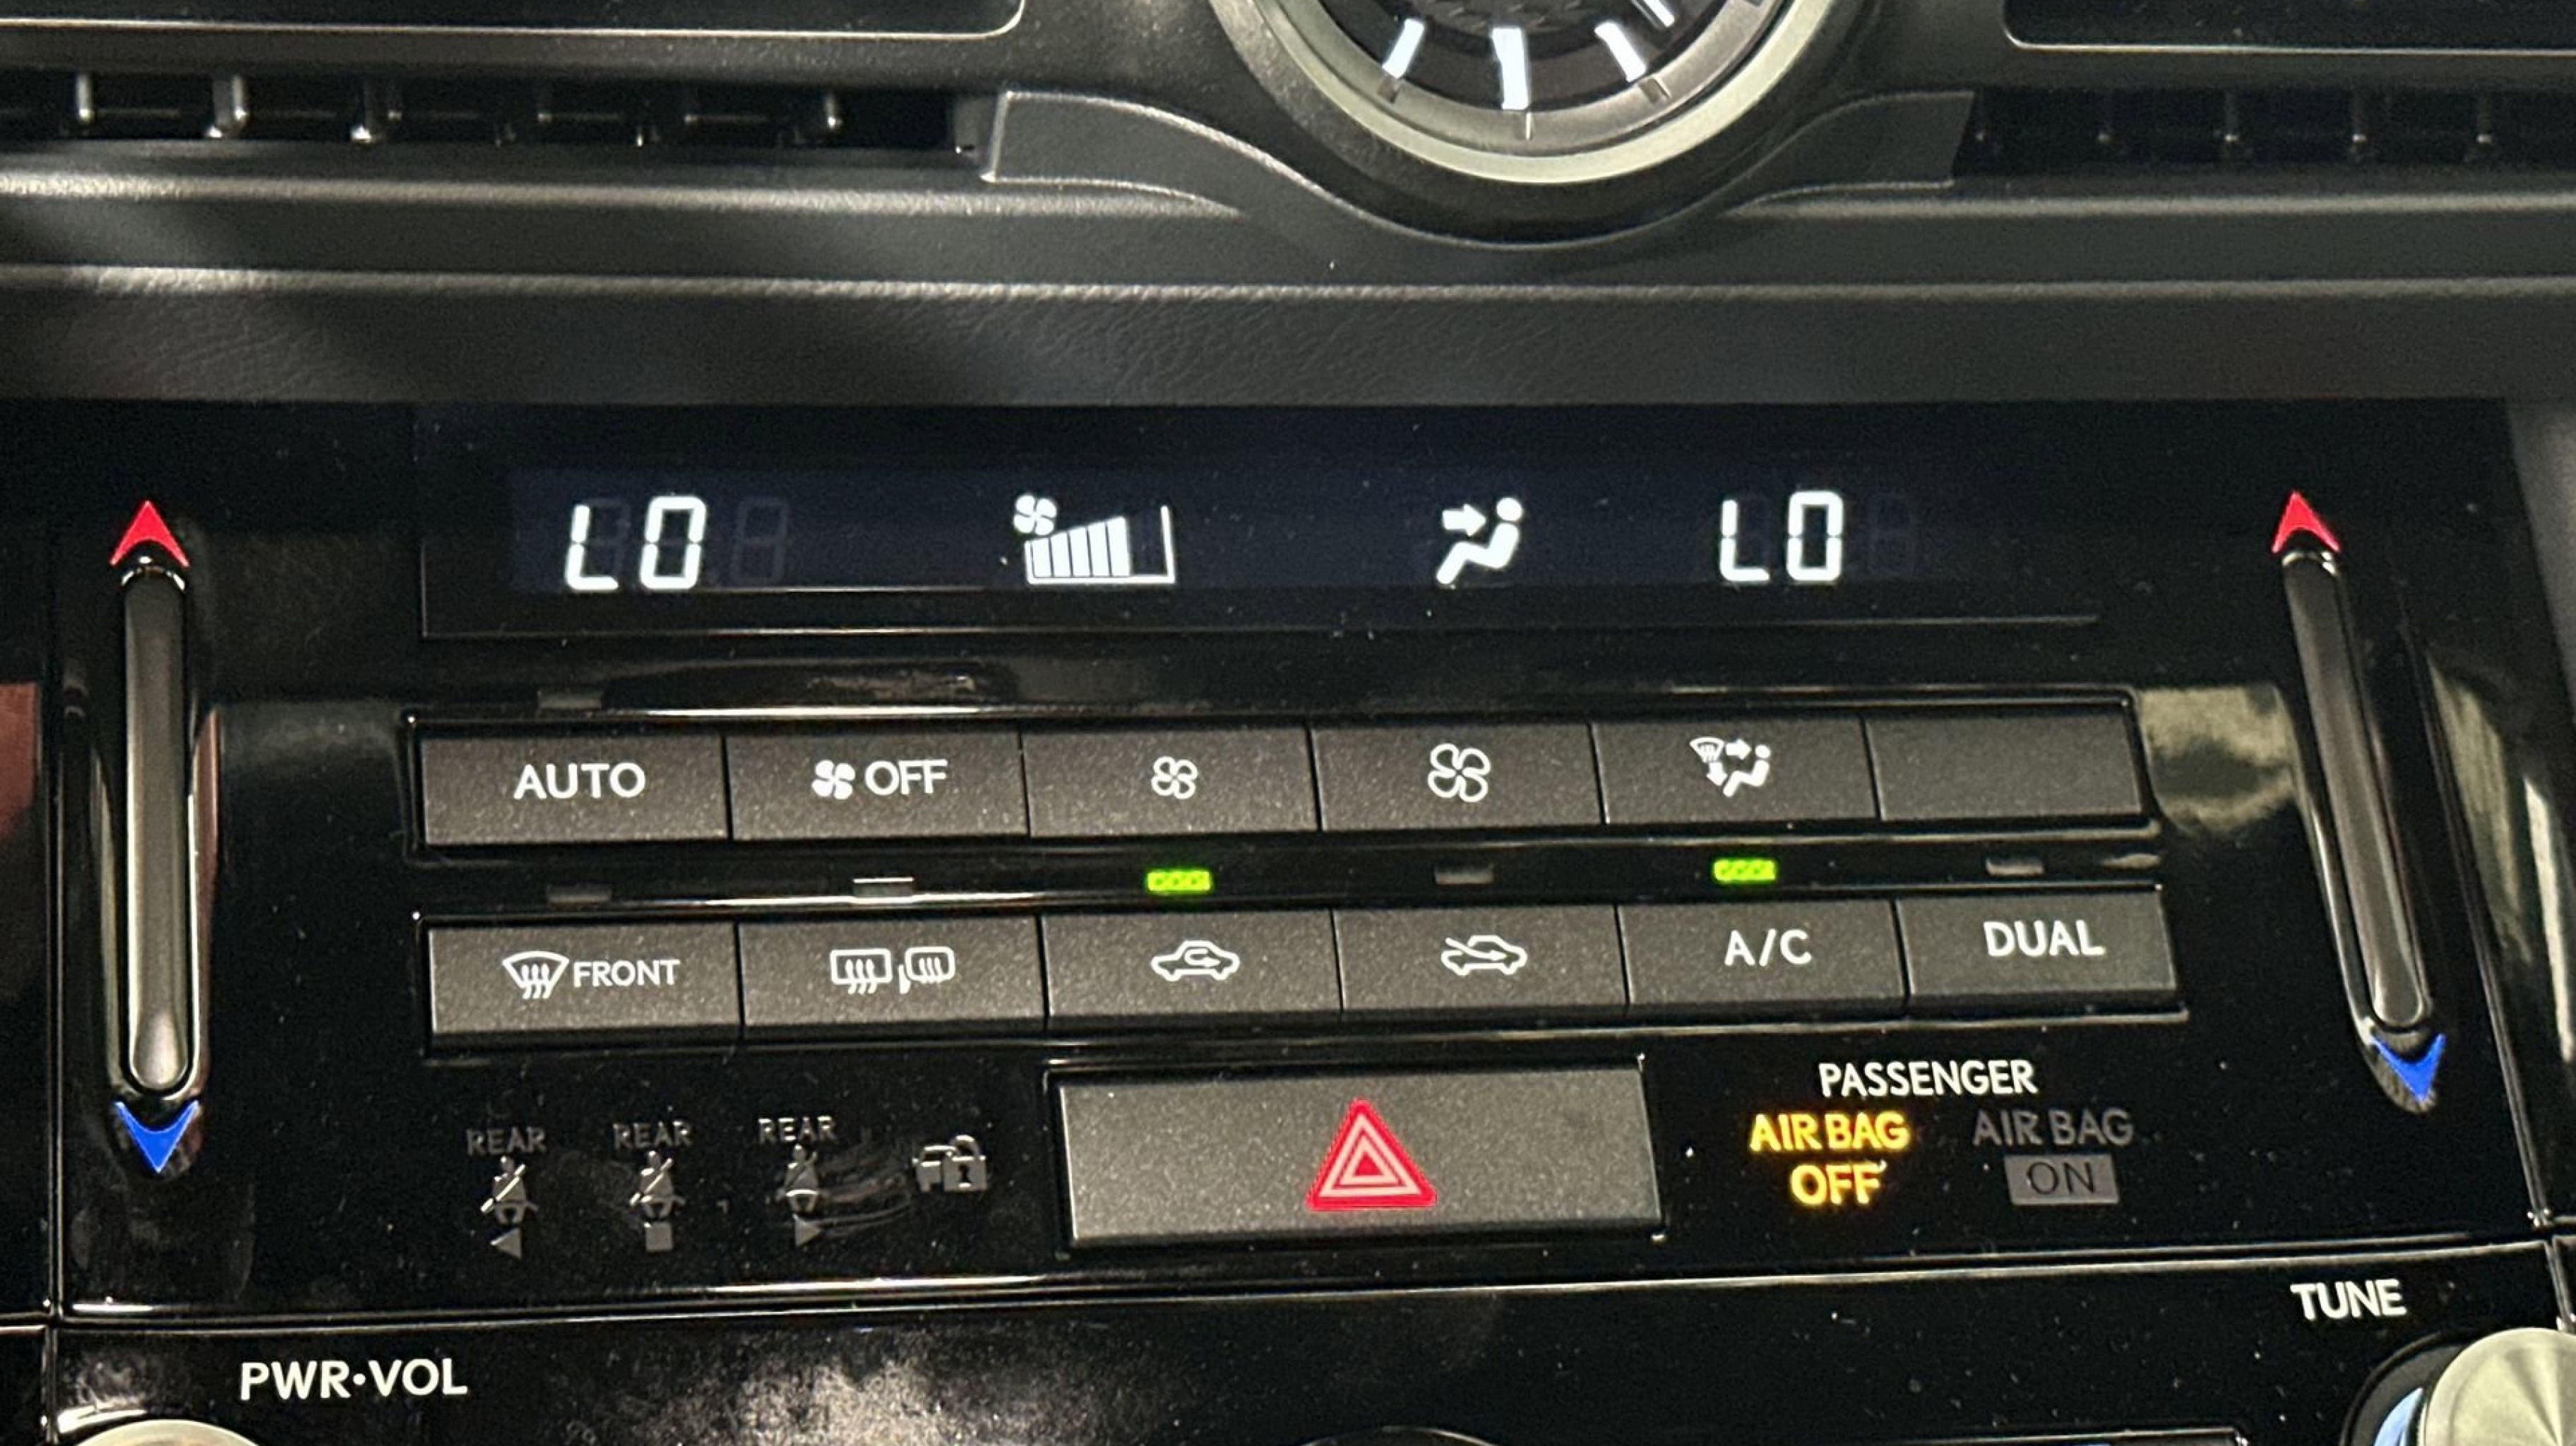 LO LO
AUTO OFF
FRONT A/C DUAL
PASSENGER
REAR REAR REAR AIR BAG AIR BAG
OFF ON
TUNE
PWR•VOL